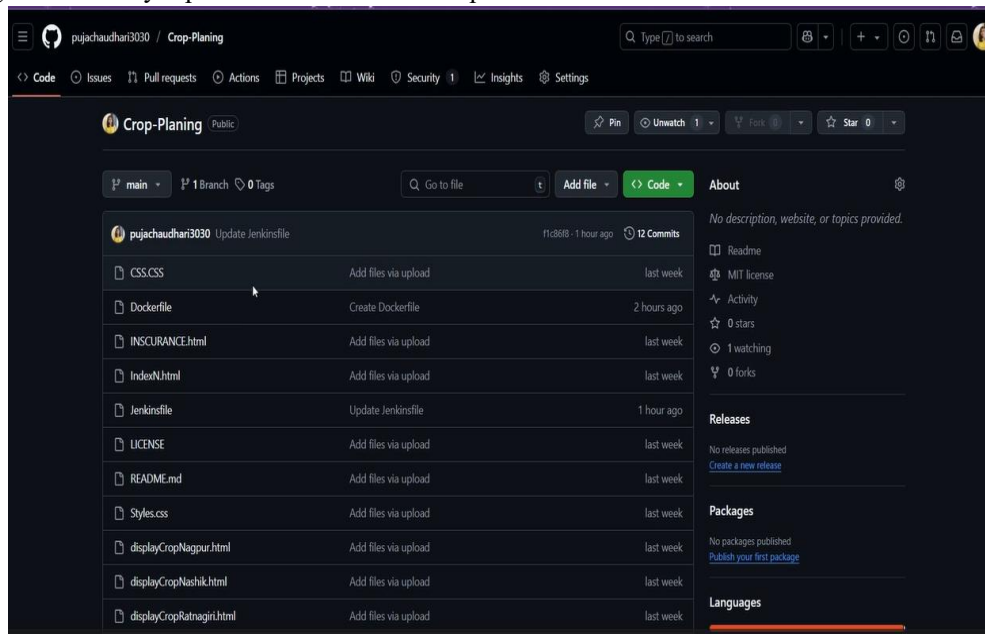 pujachaudhari3030 / Crop-Planing
Type / to search
Code Issues Pull requests Actions Projects Wiki Security 1 Insights Settings
Crop-Planing Public
Pin Unwatch 1 Fork 0 Star 0
main 1 Branch 0 Tags
Go to file t Add file Code
About
No description, website, or topics provided.
pujachaudhari3030 Update Jenkinsfile f1c86f8 · 1 hour ago 12 Commits
CSS.CSS Add files via upload last week
Dockerfile Create Dockerfile 2 hours ago
INSCURANCE.html Add files via upload last week
IndexN.html Add files via upload last week
Jenkinsfile Update Jenkinsfile 1 hour ago
LICENSE Add files via upload last week
README.md Add files via upload last week
Styles.css Add files via upload last week
displayCropNagpur.html Add files via upload last week
displayCropNashik.html Add files via upload last week
displayCropRatnagiri.html Add files via upload last week
Readme
MIT license
Activity
0 stars
1 watching
0 forks
Releases
No releases published
Create a new release
Packages
No packages published
Publish your first package
Languages